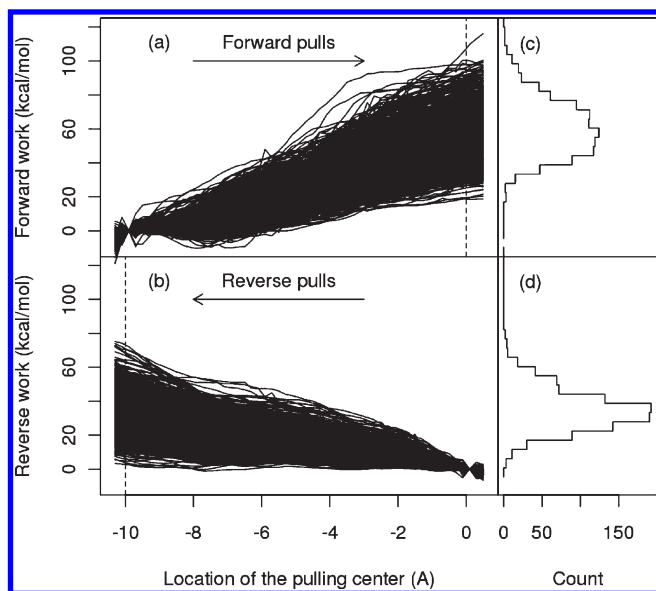 (a)
Forward pulls
(c)
Forward work (kcal/mol)
100
60
20
0
(b)
Reverse pulls
(d)
Reverse work (kcal/mol)
100
60
20
0
-10 -8 -6 -4 -2 0
0 50 150
Location of the pulling center (A)
Count